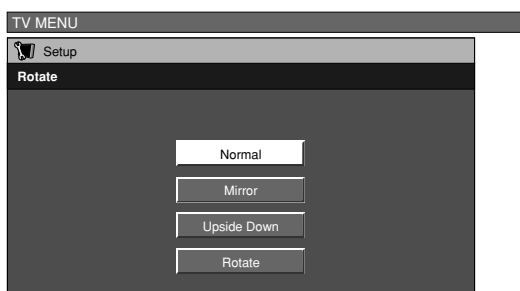 TV MENU
Setup
Rotate
Normal
Mirror
Upside Down
Rotate